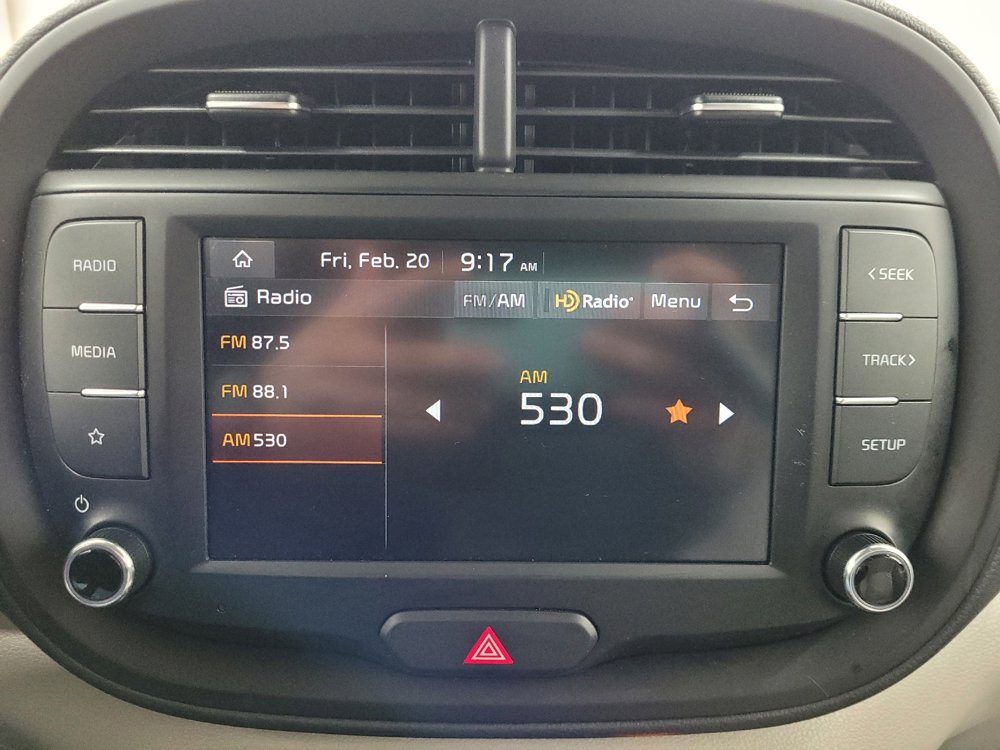 RADIO
MEDIA
Fri, Feb. 20 9:17 AM
Radio FM/AM HD Radio Menu
FM 87.5
FM 88.1
AM 530
AM
530
< SEEK
TRACK >
SETUP